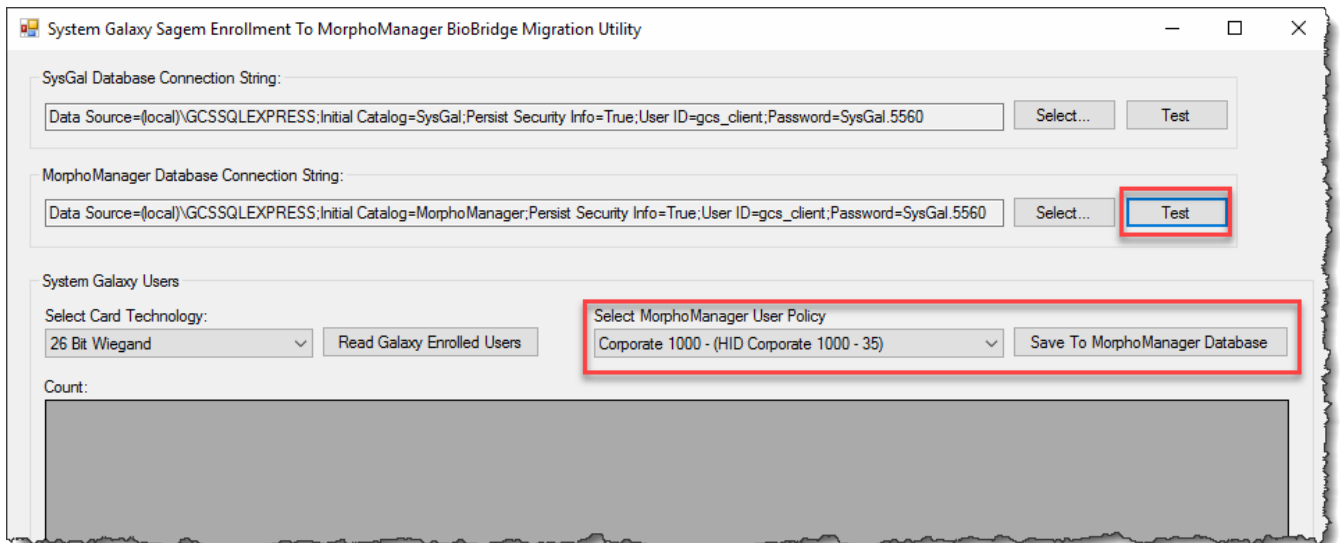 System Galaxy Sagem Enrollment To MorphoManager BioBridge Migration Utility
SysGal Database Connection String:
Data Source=(local)\GCSSQLEXPRESS;Initial Catalog=SysGal;Persist Security Info=True;User ID=gcs_client;Password=SysGal.5560 Select... Test
MorphoManager Database Connection String:
Data Source=(local)\GCSSQLEXPRESS;Initial Catalog=MorphoManager;Persist Security Info=True;User ID=gcs_client;Password=SysGal.5560 Select... Test
System Galaxy Users
Select Card Technology: Select MorphoManager User Policy
26 Bit Wiegand Read Galaxy Enrolled Users Corporate 1000 - (HID Corporate 1000 - 35) Save To MorphoManager Database
Count: